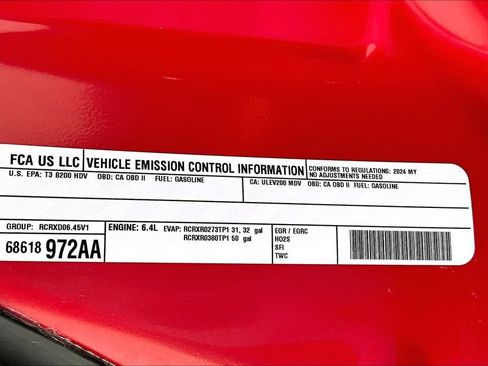 FCA US LLC VEHICLE EMISSION CONTROL INFORMATION
CONFORMS TO REGULATIONS: 2024 MY
NO ADJUSTMENTS NEEDED
U.S. EPA: T3 B200 HDV OBD: CA OBD II FUEL: GASOLINE
CA: ULEV200 MDV OBD: CA OBD II FUEL: GASOLINE
GROUP: RCRXD06.45V1
ENGINE: 6.4L EVAP: RCRXR0273TP1 31, 32 gal
RCRXR0380TP1 50 gal
68618 972AA
EGR / EGRC
HO2S
SFI
TWC